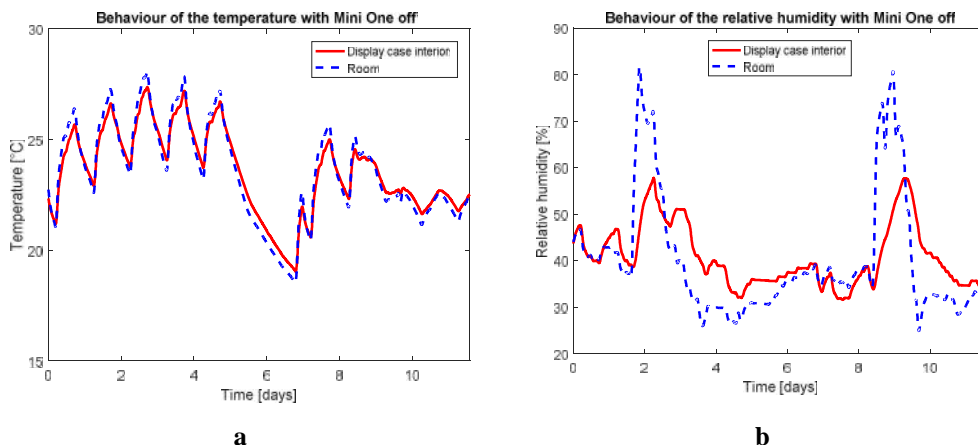 Behaviour of the temperature with Mini One off
30
25
20
15
Temperature [°C]
Display case interior
Room
0 2 4 6 8 10
Time [days]
a
Behaviour of the relative humidity with Mini One off
90
80
70
60
50
40
30
20
Relative humidity [%]
Display case interior
Room
0 2 4 6 8 10
Time [days]
b